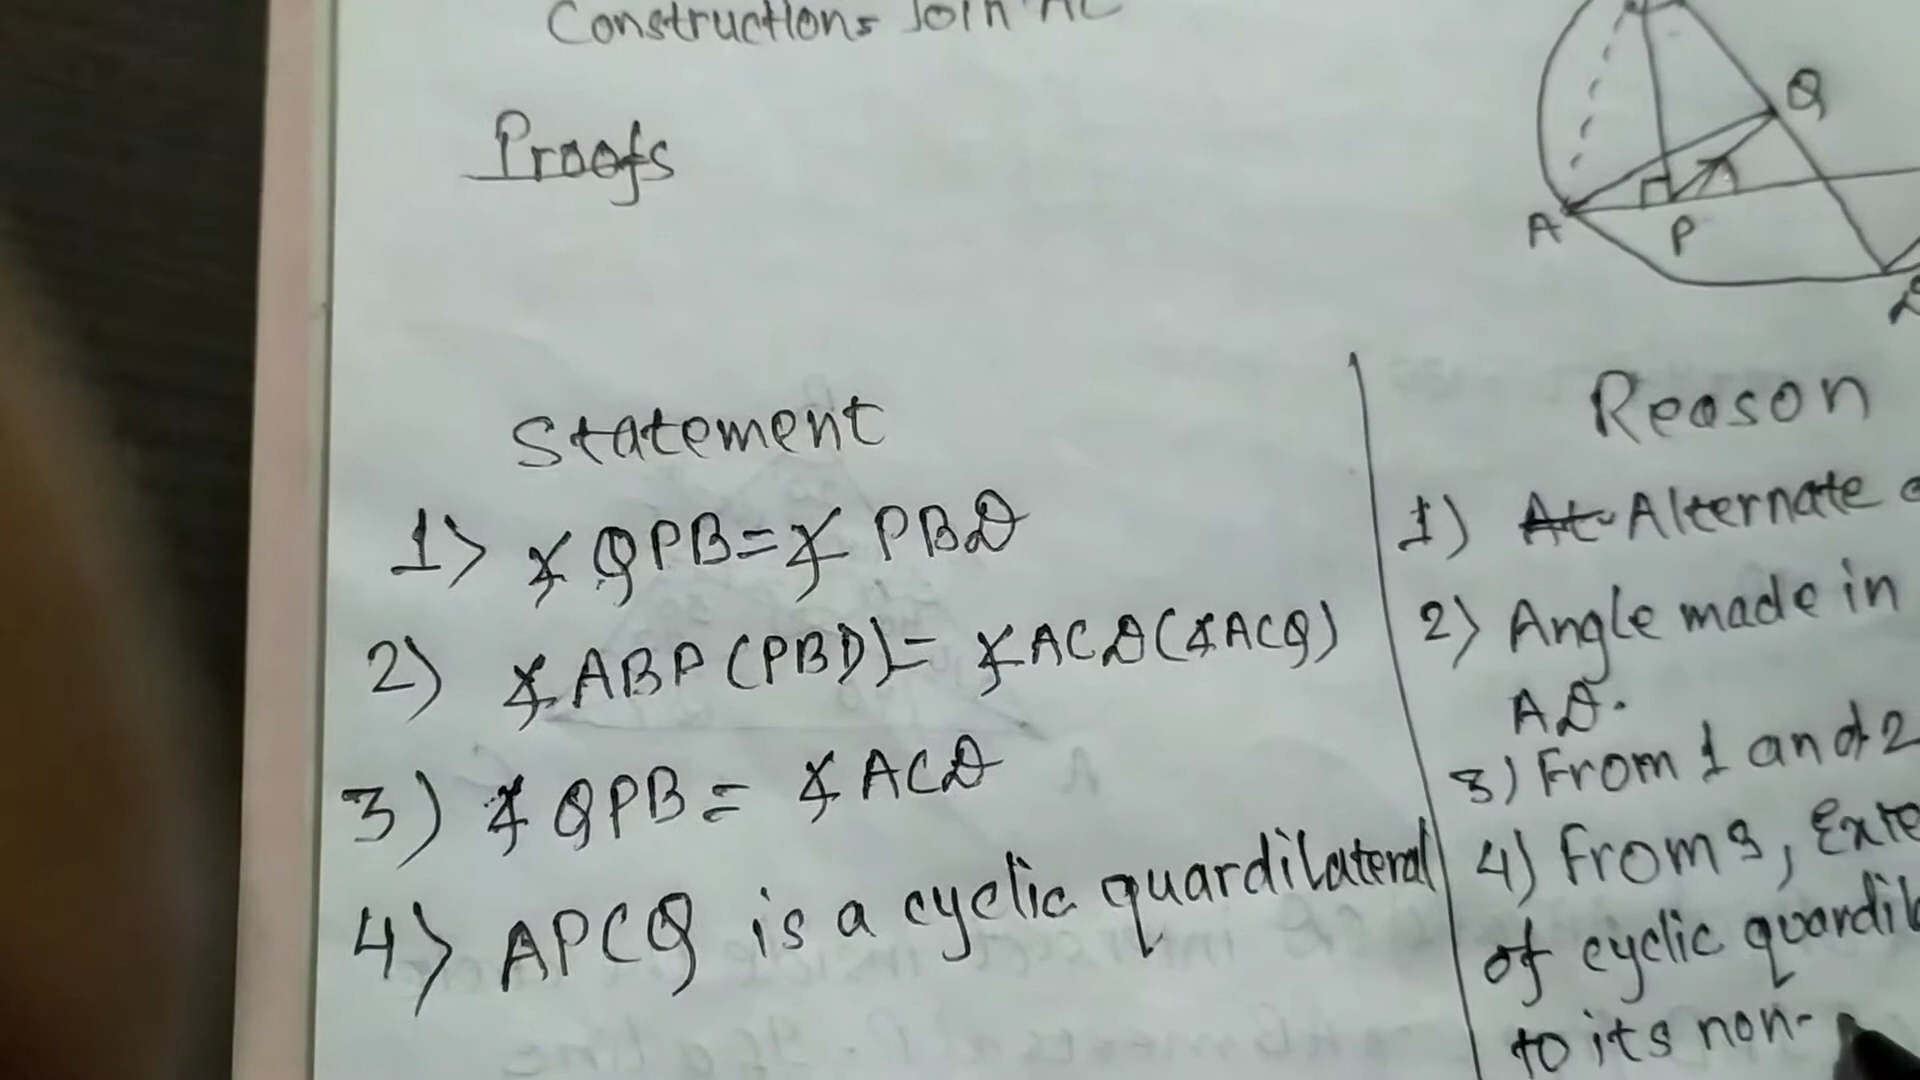 Constructions Join AC
Proofs
Q
A
P
Statement
Reason
1) ∡QPB=∡PBD
1) Alternate
2) ∡ABP(PBD)=∡ACD(∡ACQ)
2) Angle made in
AD.
3) ∡QPB=∡ACD
3) From 1 and 2
4) APCQ is a cyclic quardilateral
4) From 3,
of cyclic
to its non-